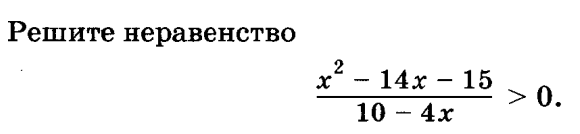 Решите неравенство
x² − 14x − 15
10 − 4x
> 0.